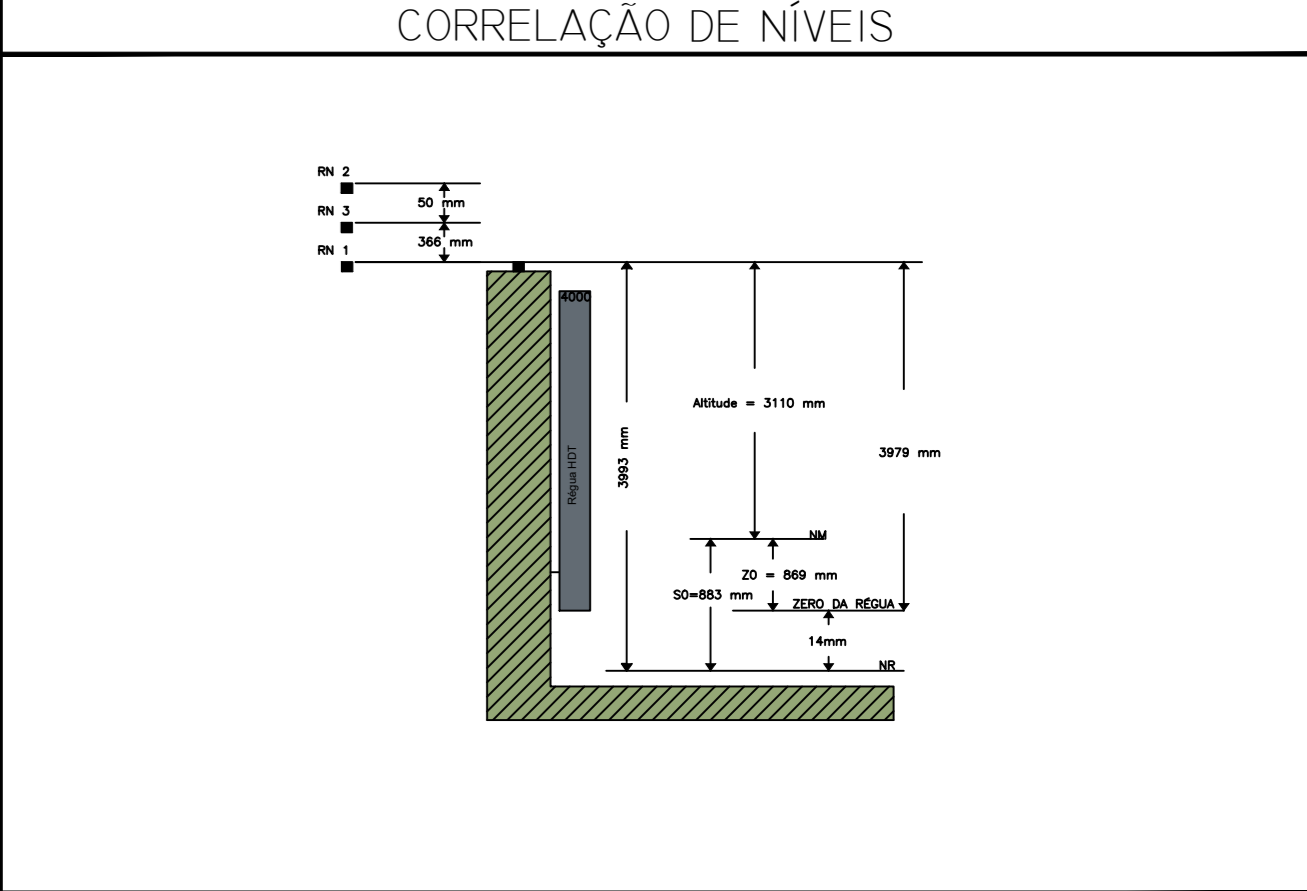 CORRELAÇÃO DE NÍVEIS
RN 2
50 mm
RN 3
366 mm
RN 1
4000
Altitude = 3110 mm
3993 mm
3979 mm
Régua HDT
NM
Z0 = 869 mm
S0=883 mm
ZERO DA RÉGUA
14mm
NR